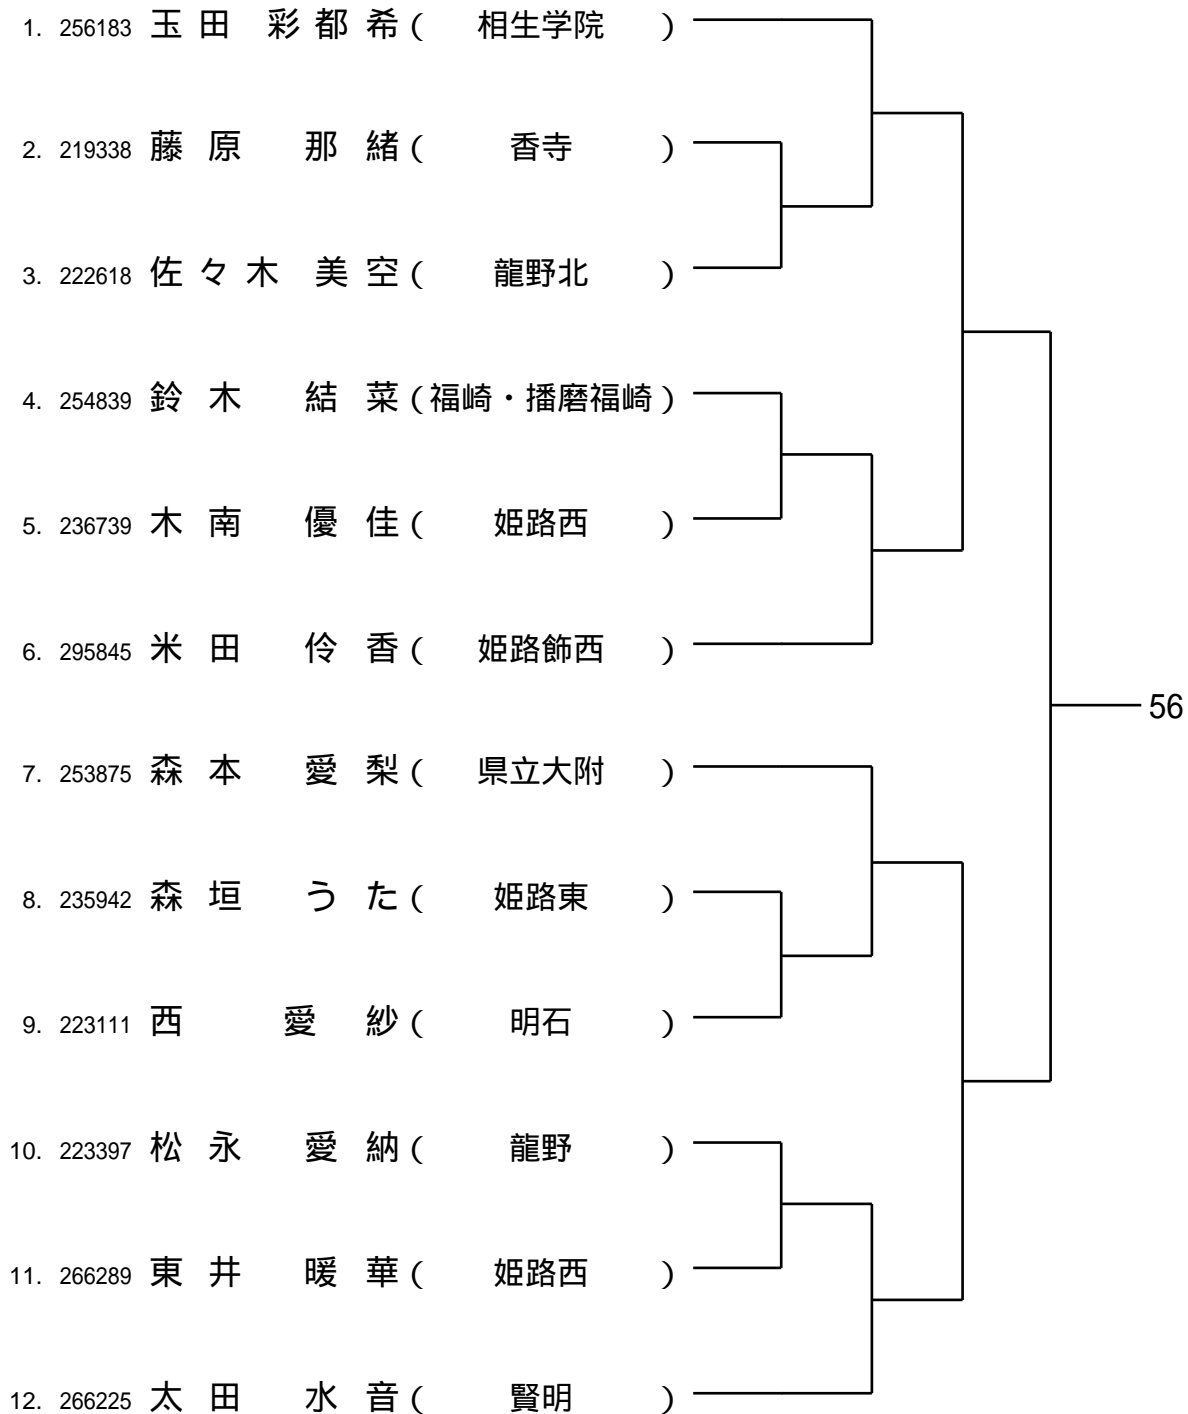 1. 256183 玉田 彩都希 ( 相生学院 )
2. 219338 藤原 那緒 ( 香寺 )
3. 222618 佐々木 美空 ( 龍野北 )
4. 254839 鈴木 結菜 ( 福崎・播磨福崎 )
5. 236739 木南 優佳 ( 姫路西 )
6. 295845 米田 伶香 ( 姫路飾西 )
56
7. 253875 森本 愛梨 ( 県立大附 )
8. 235942 森垣 うた ( 姫路東 )
9. 223111 西 愛紗 ( 明石 )
10. 223397 松永 愛納 ( 龍野 )
11. 266289 東井 暖華 ( 姫路西 )
12. 266225 太田 水音 ( 賢明 )